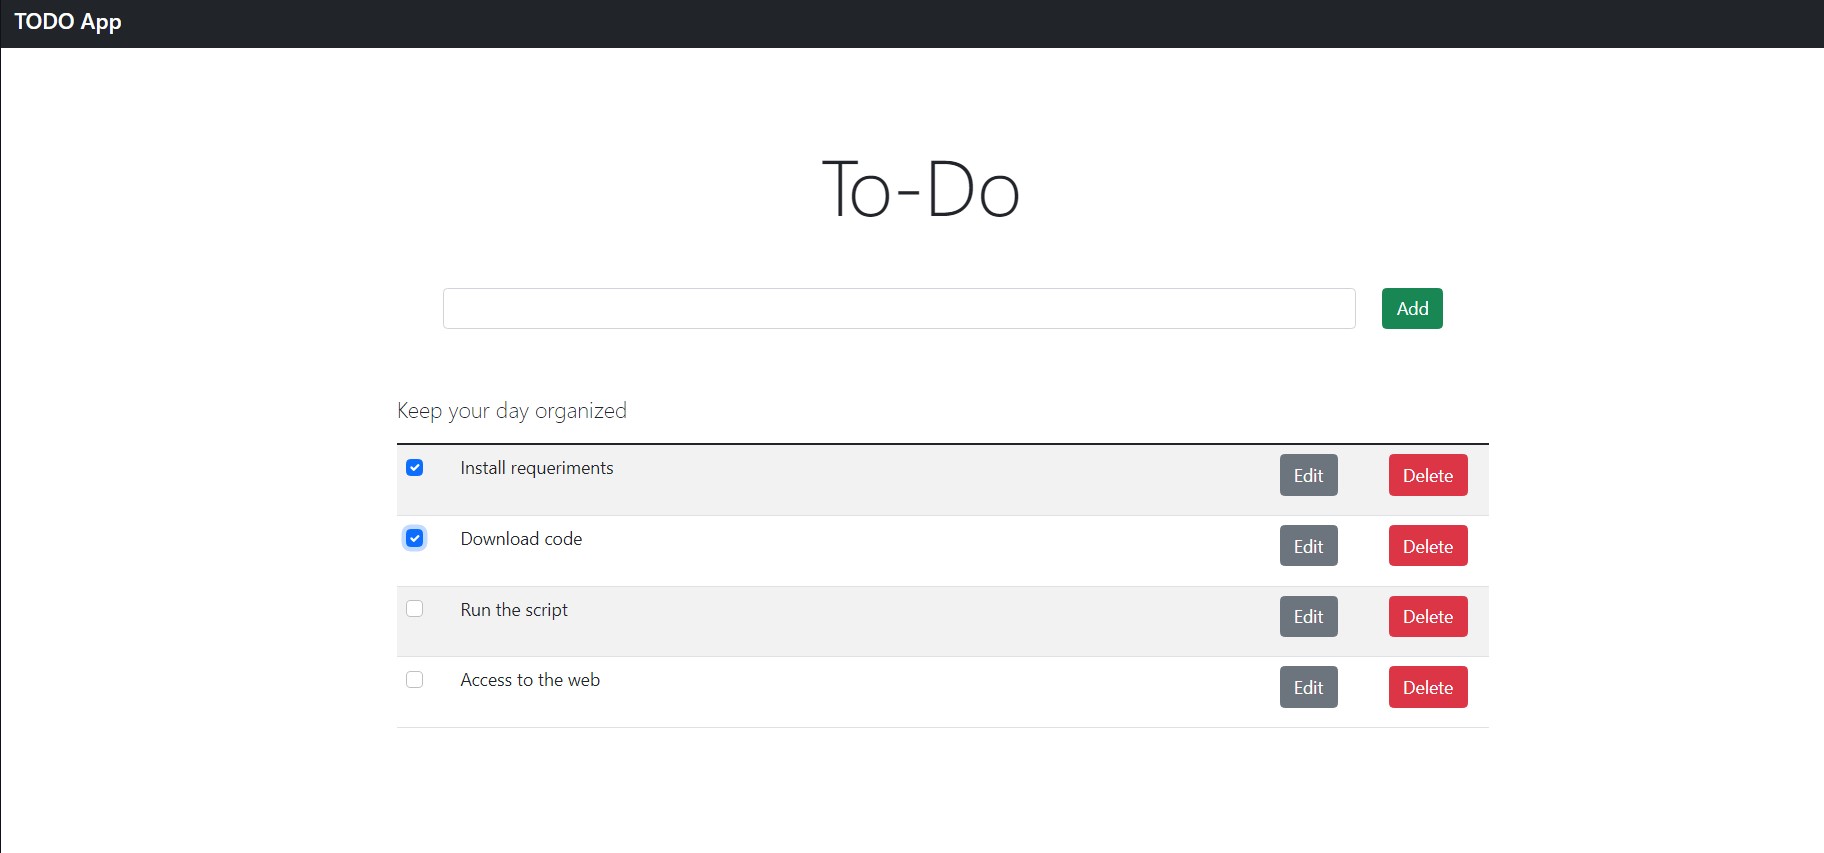 TODO App
To-Do
Add
Keep your day organized
Install requeriments Edit Delete
Download code Edit Delete
Run the script Edit Delete
Access to the web Edit Delete